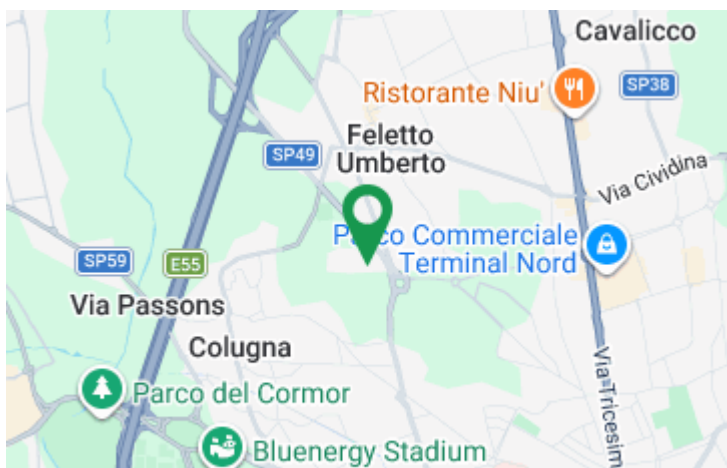 Cavalicco
Ristorante Niu'
SP38
Feletto
Umberto
SP49
Via Cividina
Parco Commerciale
Terminal Nord
SP59
E55
Via Passons
Colugna
Via Tricesim
Parco del Cormor
Bluenergy Stadium